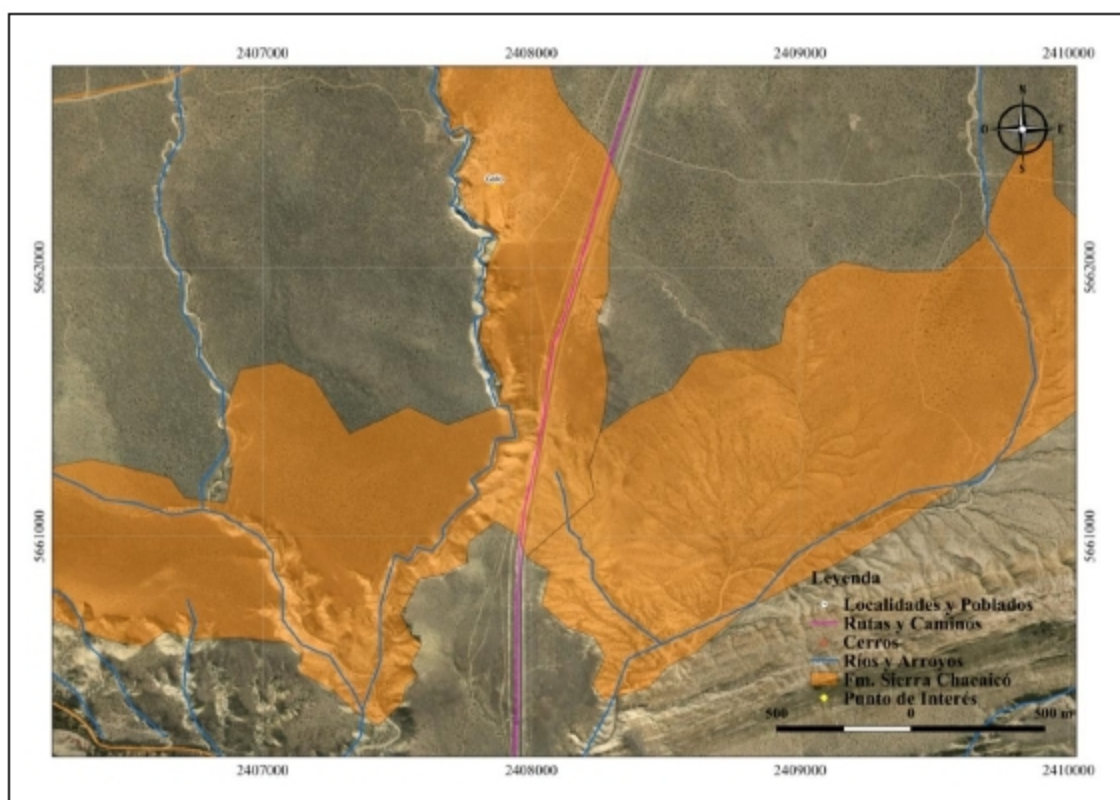 2407000 2408000 2409000 2410000
N
O E
S
5662000 5662000
5661000 5661000
Leyenda
Localidades y Poblados
Rutas y Caminos
Cerros
Ríos y Arroyos
Fm. Sierra Chacaicó
Punto de Interés
500 0 500 m
2407000 2408000 2409000 2410000